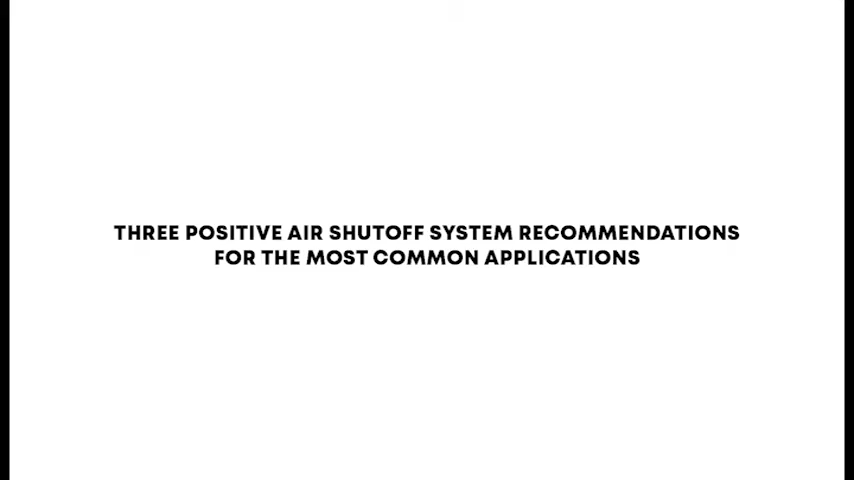 THREE POSITIVE AIR SHUTOFF SYSTEM RECOMMENDATIONS
FOR THE MOST COMMON APPLICATIONS